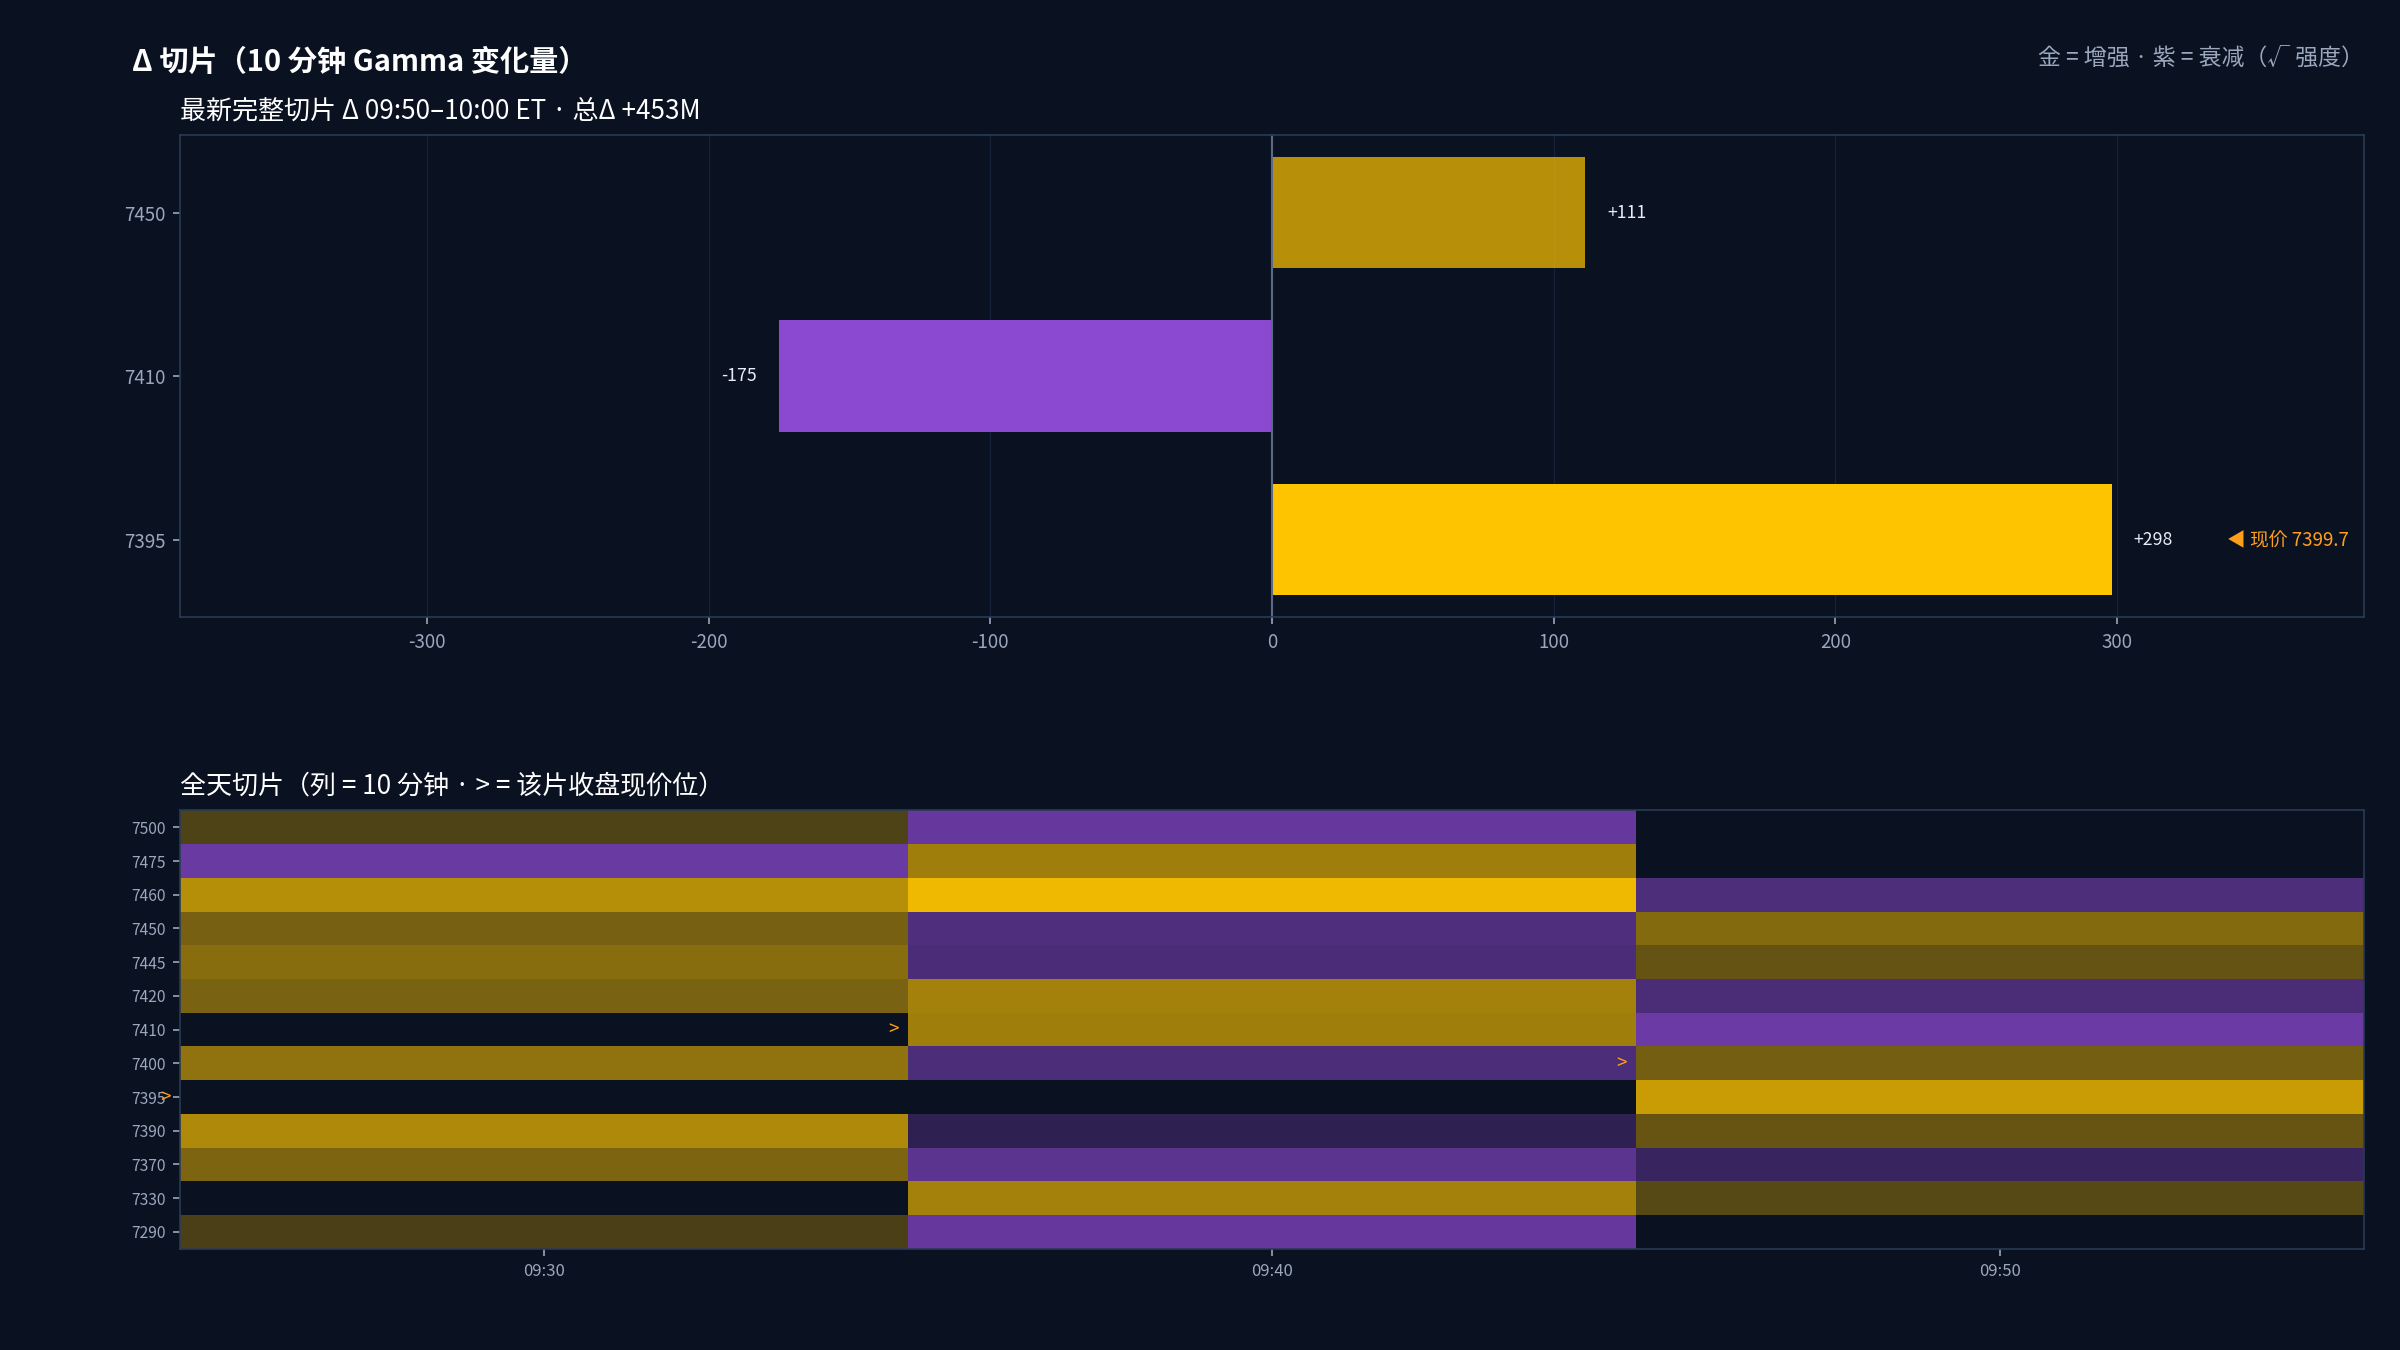 Δ 切片（10 分钟 Gamma 变化量）
金 = 增强 · 紫 = 衰减（√ 强度）
最新完整切片 Δ 09:50–10:00 ET · 总Δ +453M
7450
+111
7410
-175
7395
+298
◀ 现价 7399.7
-300 -200 -100 0 100 200 300
全天切片（列 = 10 分钟 · > = 该片收盘现价位）
7500
7475
7460
7450
7445
7420
7410 >
7400 >
7395 >
7390
7370
7330
7290
09:30 09:40 09:50